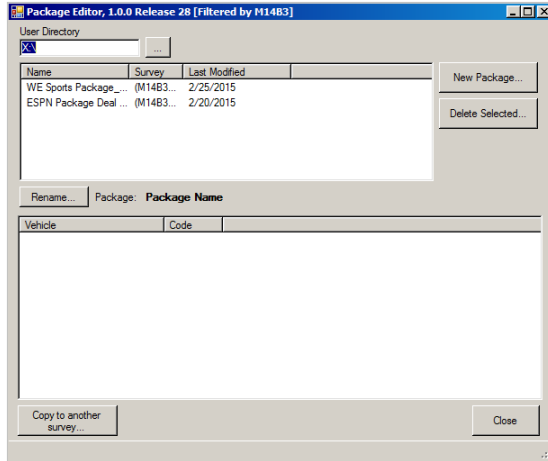 Package Editor, 1.0.0 Release 28 [Filtered by M14B3]
User Directory
X:\
...
Name Survey Last Modified
WE Sports Package_... (M14B3... 2/25/2015
ESPN Package Deal ... (M14B3... 2/20/2015
New Package...
Delete Selected...
Rename... Package: Package Name
Vehicle Code
Copy to another
survey...
Close